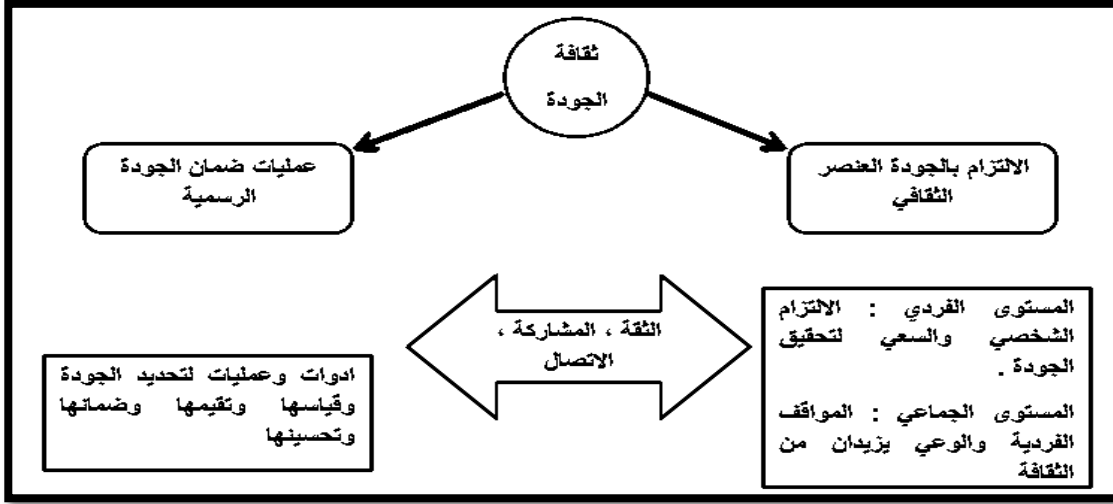 ثقافة
الجودة
الالتزام بالجودة العنصر
الثقافي
عمليات ضمان الجودة
الرسمية
المستوى الفردي : الالتزام
الشخصي والسعي لتحقيق
الجودة .
المستوى الجماعي : المواقف
الفردية والوعي يزيدان من
الثقافة
الثقة ، المشاركة ،
الاتصال
ادوات وعمليات لتحديد الجودة
وقياسها وتقيمها وضمانها
وتحسينها